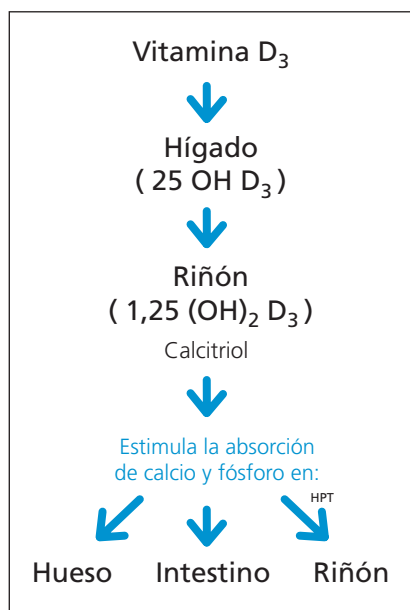 Vitamina D₃
Hígado
( 25 OH D₃ )
Riñón
( 1,25 (OH)₂ D₃ )
Calcitriol
Estimula la absorción
de calcio y fósforo en:
HPT
Hueso Intestino Riñón